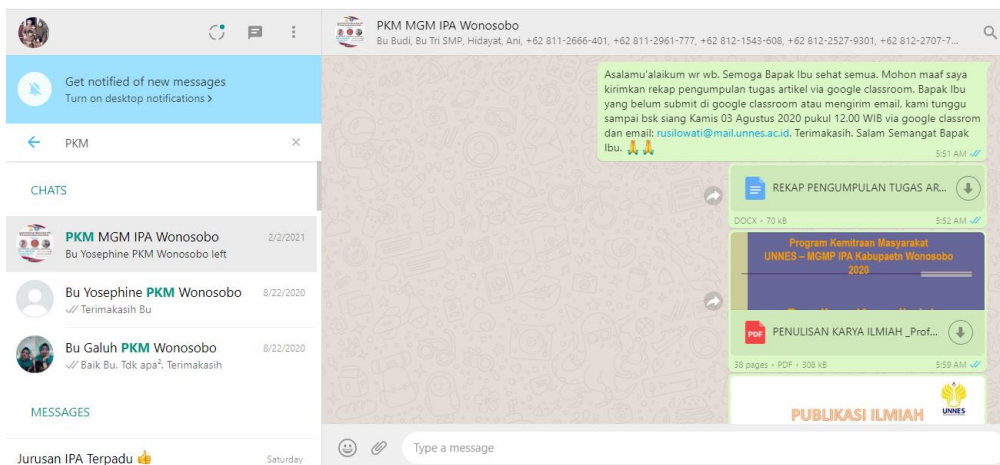 Get notified of new messages
Turn on desktop notifications >
PKM
CHATS
PKM MGM IPA Wonosobo
2/2/2021
Bu Yosephine PKM Wonosobo left
Bu Yosephine PKM Wonosobo
8/22/2020
Terimakasih Bu
Bu Galuh PKM Wonosobo
8/22/2020
Baik Bu. Tdk apa². Terimakasih
MESSAGES
Jurusan IPA Terpadu 👍
Saturday
PKM MGM IPA Wonosobo
Bu Budi, Bu Tri SMP, Hidayat, Ani, +62 811-2666-401, +62 811-2961-777, +62 812-1543-608, +62 812-2527-9301, +62 812-2707-7...
Asalamu'alaikum wr wb. Semoga Bapak Ibu sehat semua. Mohon maaf saya
kirimkan rekap pengumpulan tugas artikel via google classroom. Bapak Ibu
yang belum submit di google classroom atau mengirim email, kami tunggu
sampai bsk siang Kamis 03 Agustus 2020 pukul 12.00 WIB via google classrom
dan email: rusilowati@mail.unnes.ac.id. Terimakasih. Salam Semangat Bapak
Ibu. 🙏 🙏
5:51 AM
REKAP PENGUMPULAN TUGAS AR...
DOCX • 70 kB
5:52 AM
Program Kemitraan Masyarakat
UNNES – MGMP IPA Kabupaetn Wonosobo
2020
PDF
PENULISAN KARYA ILMIAH _Prof...
38 pages • PDF • 308 kB
5:59 AM
PUBLIKASI ILMIAH
UNNES
Type a message